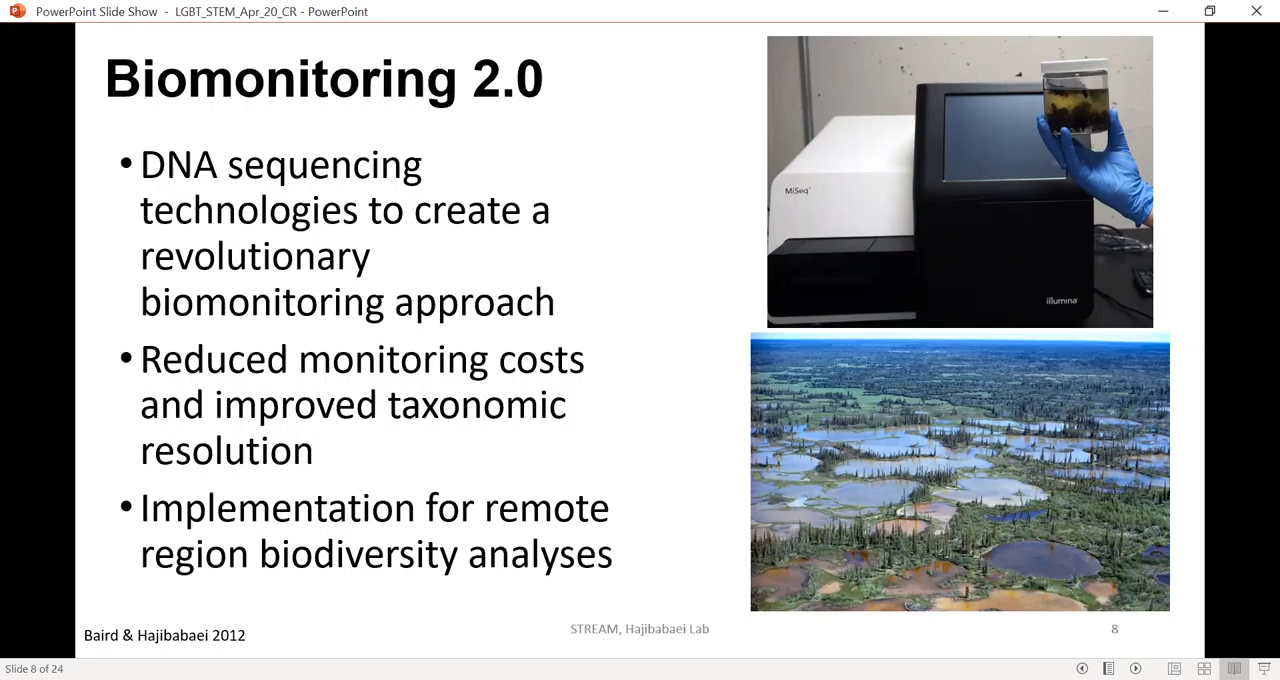 PowerPoint Slide Show - LGBT_STEM_Apr_20_CR - PowerPoint
Biomonitoring 2.0
• DNA sequencing
technologies to create a
revolutionary
biomonitoring approach
• Reduced monitoring costs
and improved taxonomic
resolution
• Implementation for remote
region biodiversity analyses
MiSeq™
illumina
Baird & Hajibabaei 2012
STREAM, Hajibabaei Lab
8
Slide 8 of 24